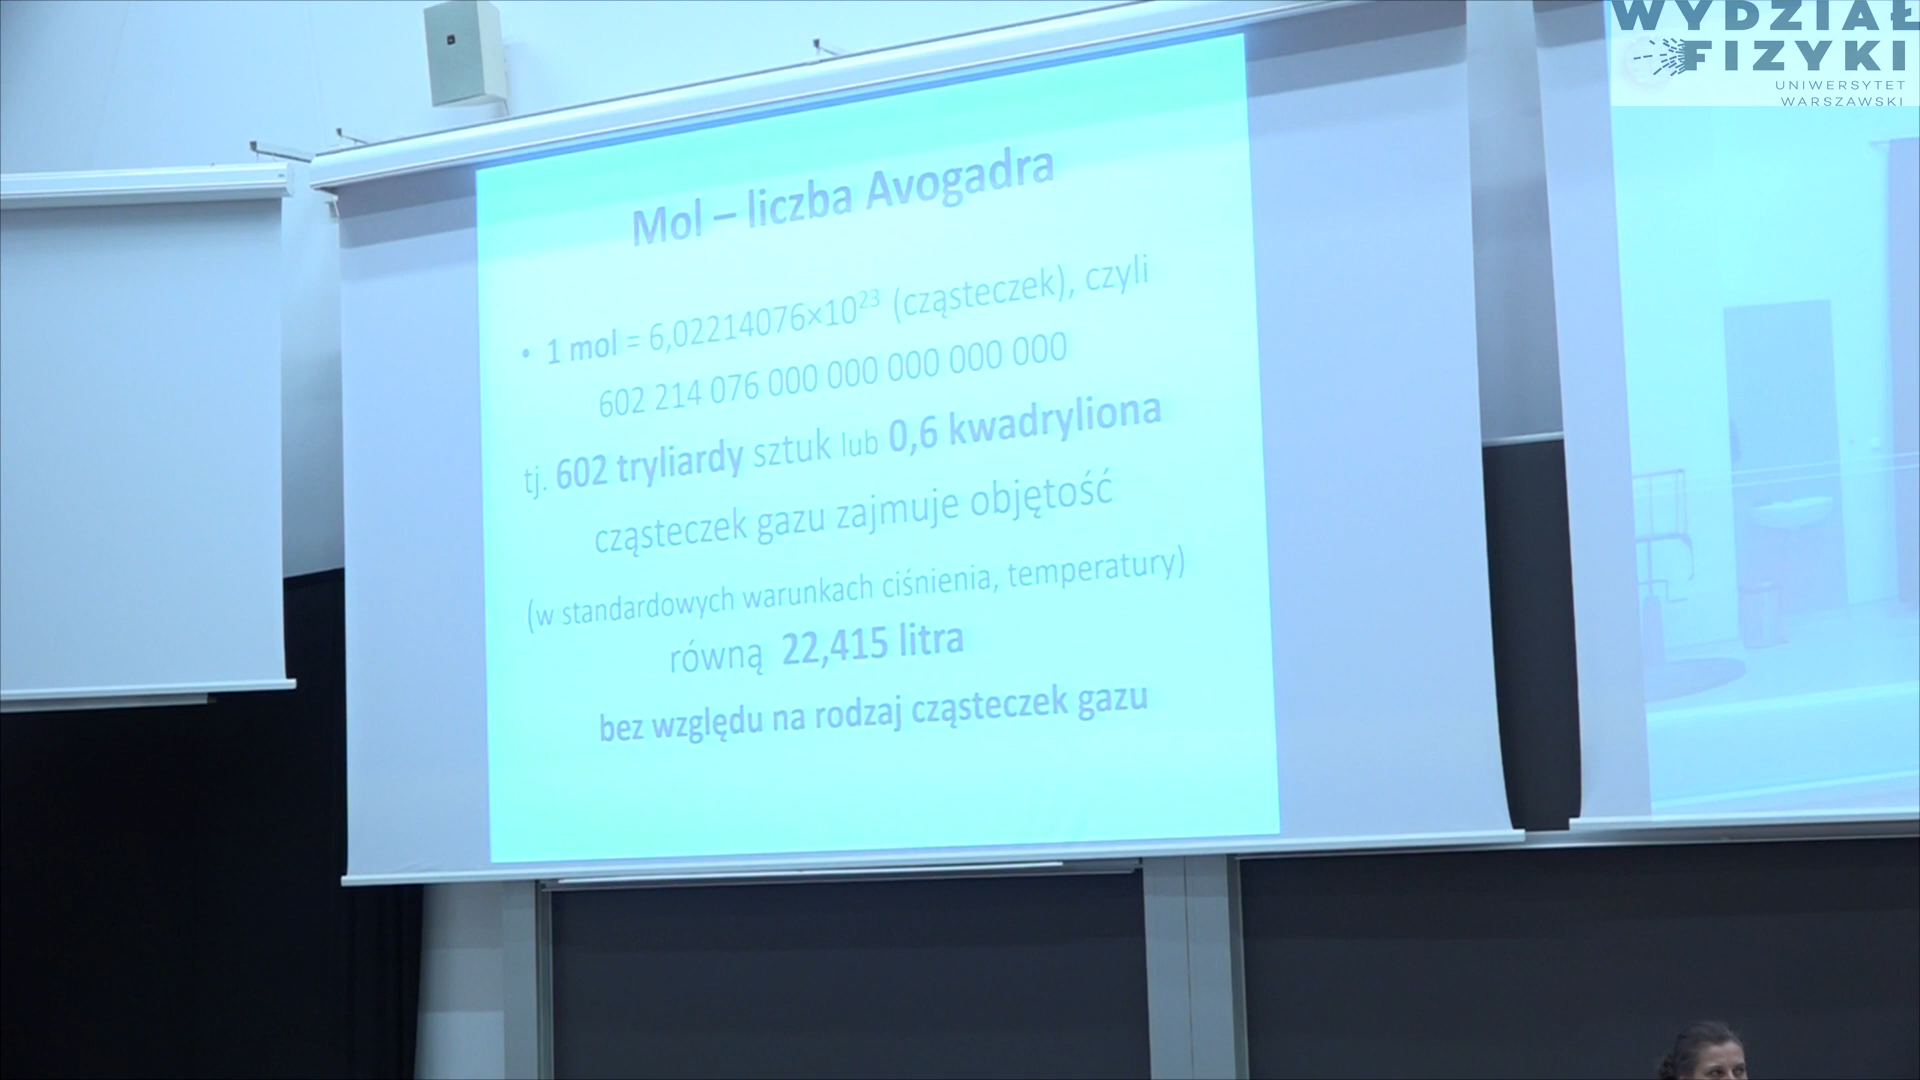 WYDZIAŁ
FIZYKI
UNIWERSYTET
WARSZAWSKI
Mol – liczba Avogadra
• 1 mol = 6,02214076×10²³ (cząsteczek), czyli
602 214 076 000 000 000 000 000
tj. 602 tryliardy sztuk lub 0,6 kwadryliona
cząsteczek gazu zajmuje objętość
(w standardowych warunkach ciśnienia, temperatury)
równą 22,415 litra
bez względu na rodzaj cząsteczek gazu